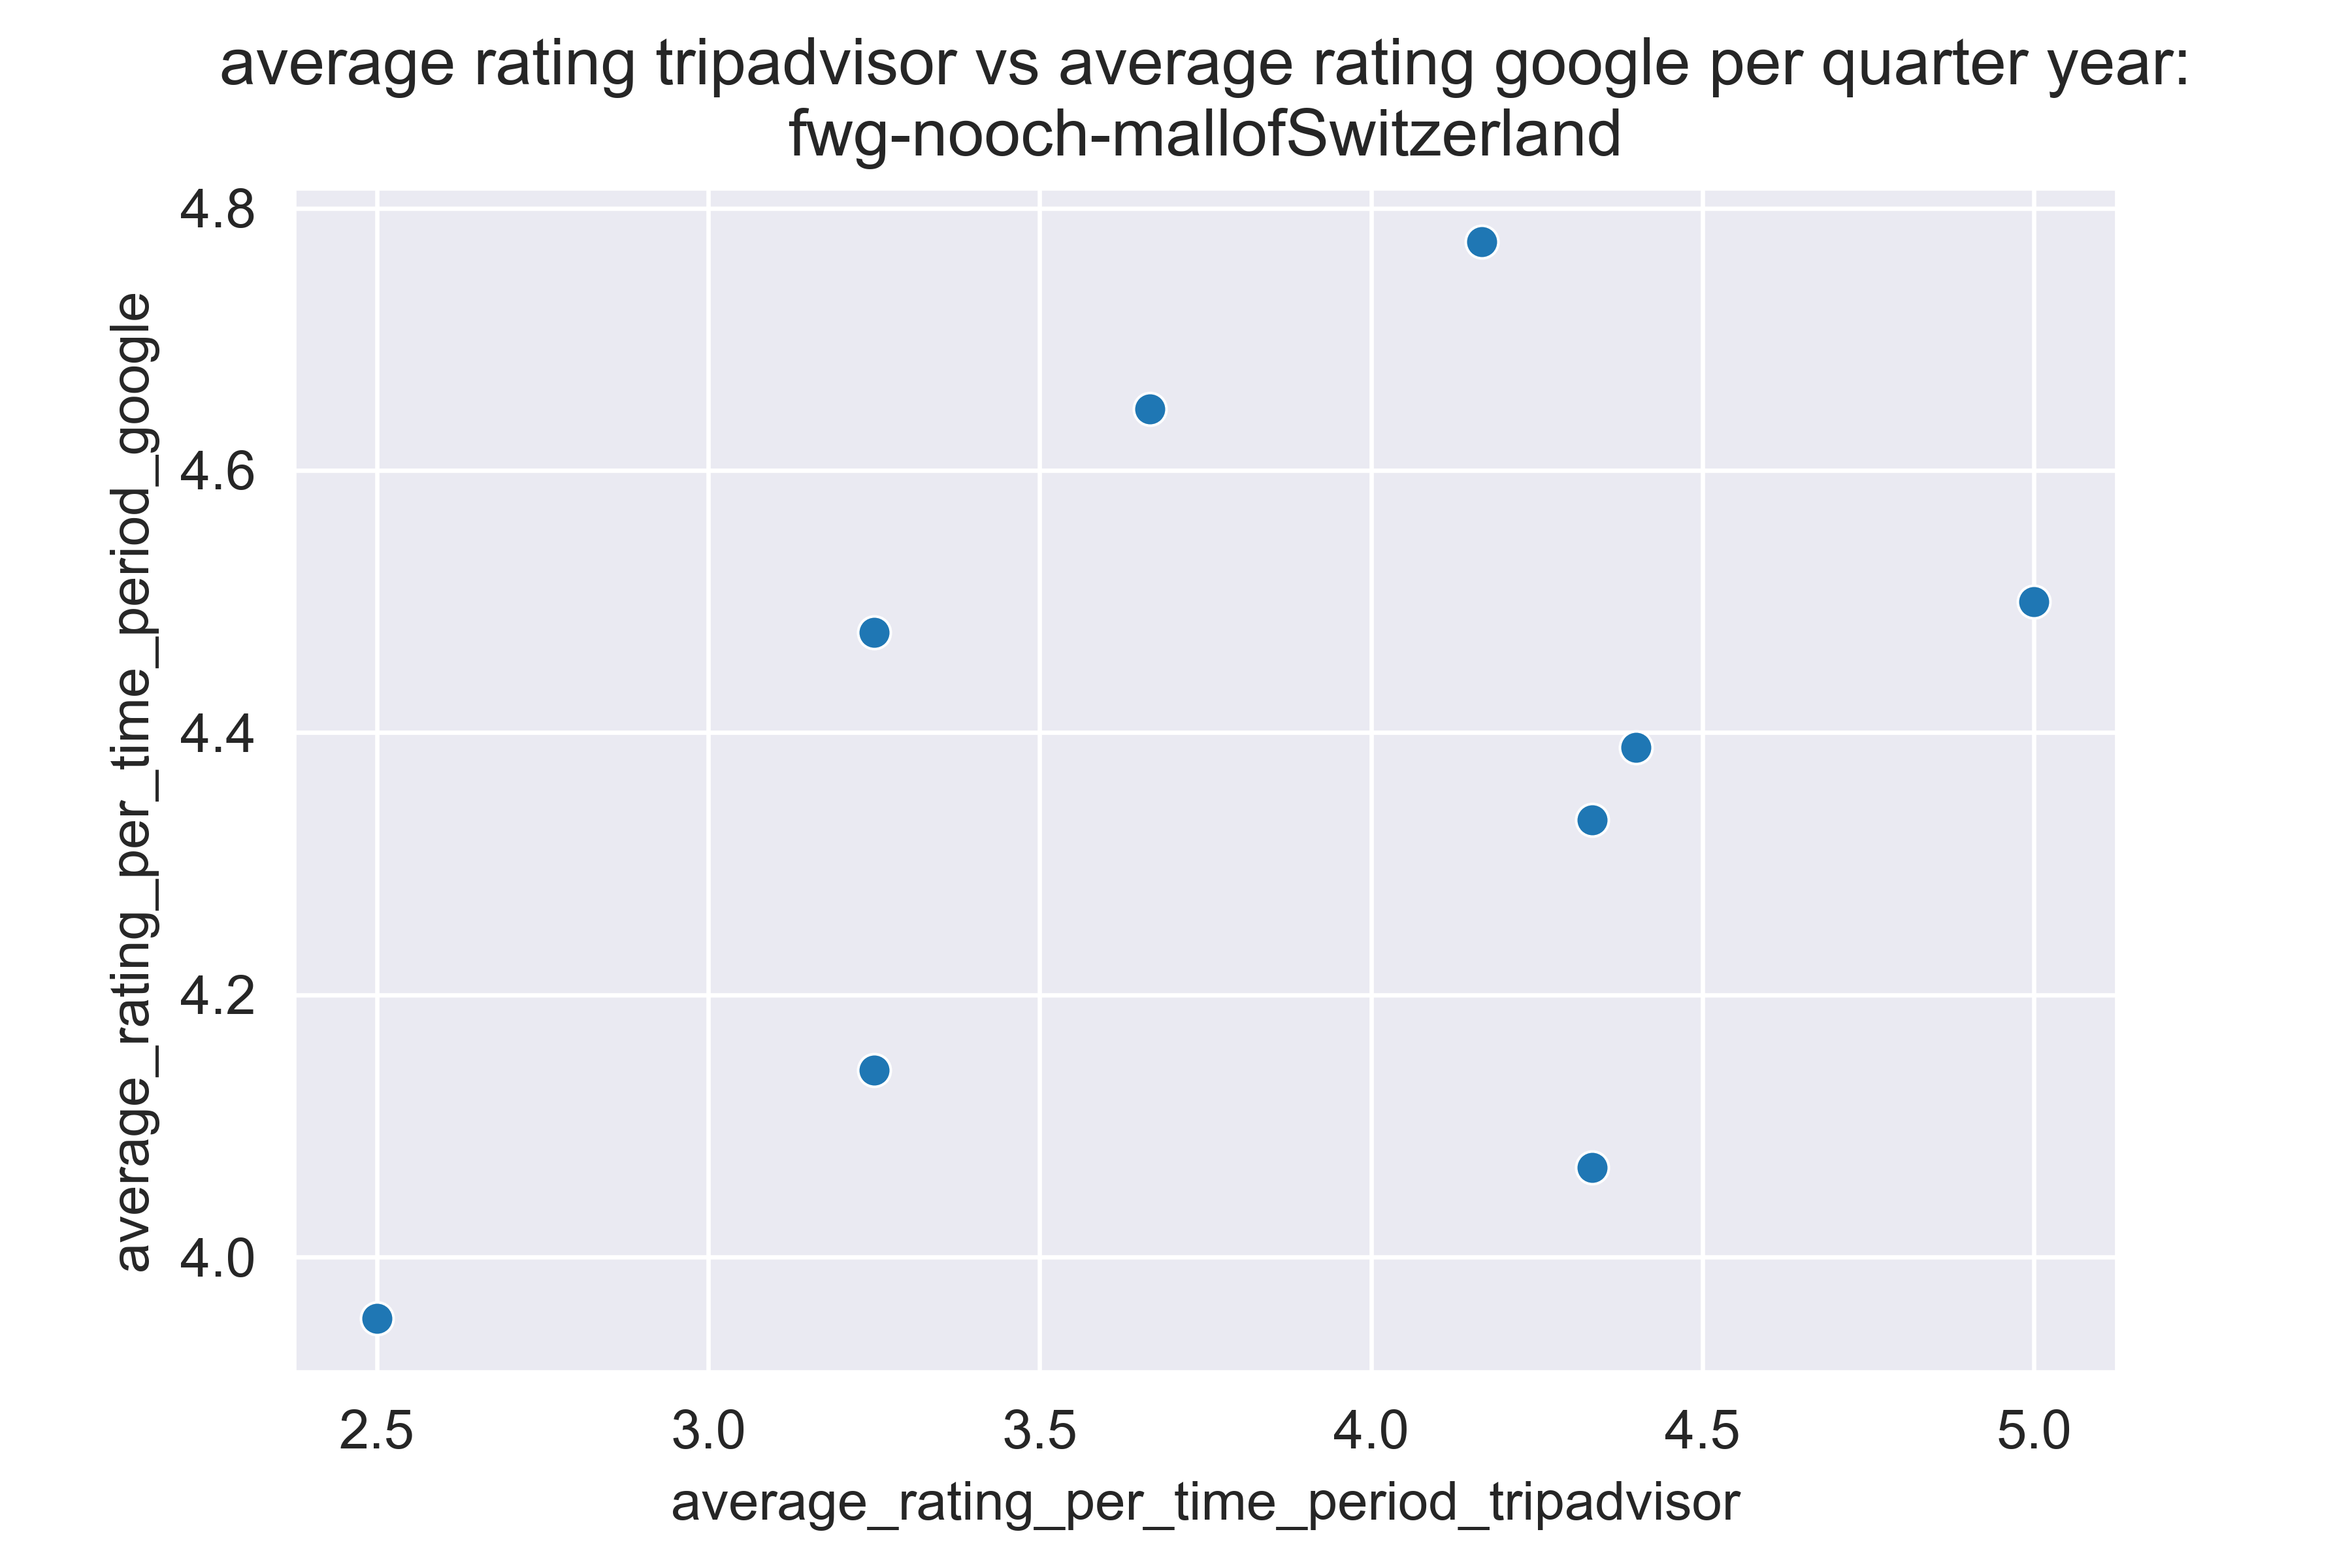 average rating tripadvisor vs average rating google per quarter year:
fwg-nooch-mallofSwitzerland
average_rating_per_time_period_google
4.8
4.6
4.4
4.2
4.0
2.5 3.0 3.5 4.0 4.5 5.0
average_rating_per_time_period_tripadvisor